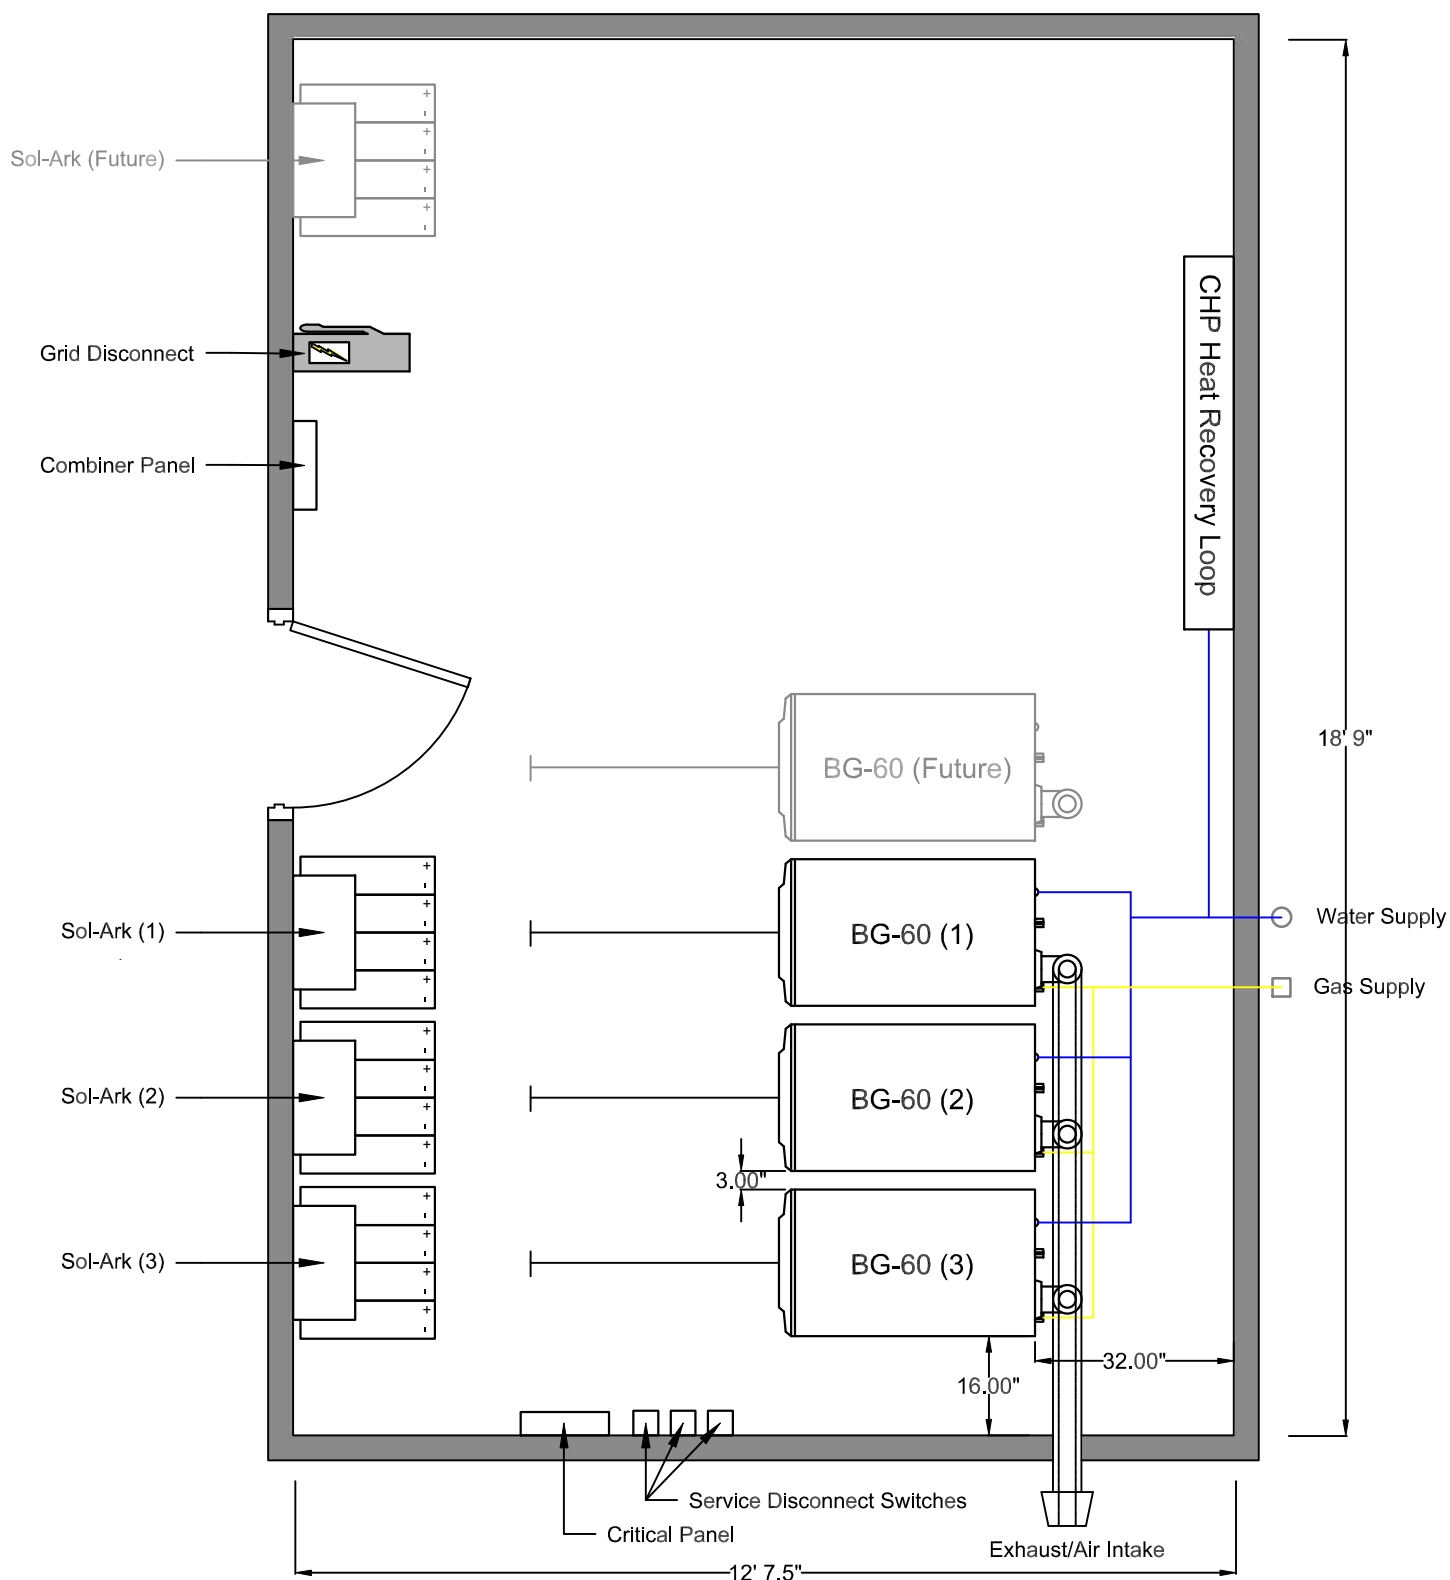 Sol-Ark (Future)
+
-
+
-
+
-
+
-
Grid Disconnect
Combiner Panel
CHP Heat Recovery Loop
18' 9"
BG-60 (Future)
Sol-Ark (1)
+
-
+
-
+
-
+
-
BG-60 (1)
Water Supply
Gas Supply
Sol-Ark (2)
+
-
+
-
+
-
+
-
BG-60 (2)
3.00"
Sol-Ark (3)
+
-
+
-
+
-
+
-
BG-60 (3)
32.00"
16.00"
Service Disconnect Switches
Critical Panel
Exhaust/Air Intake
12' 7.5"